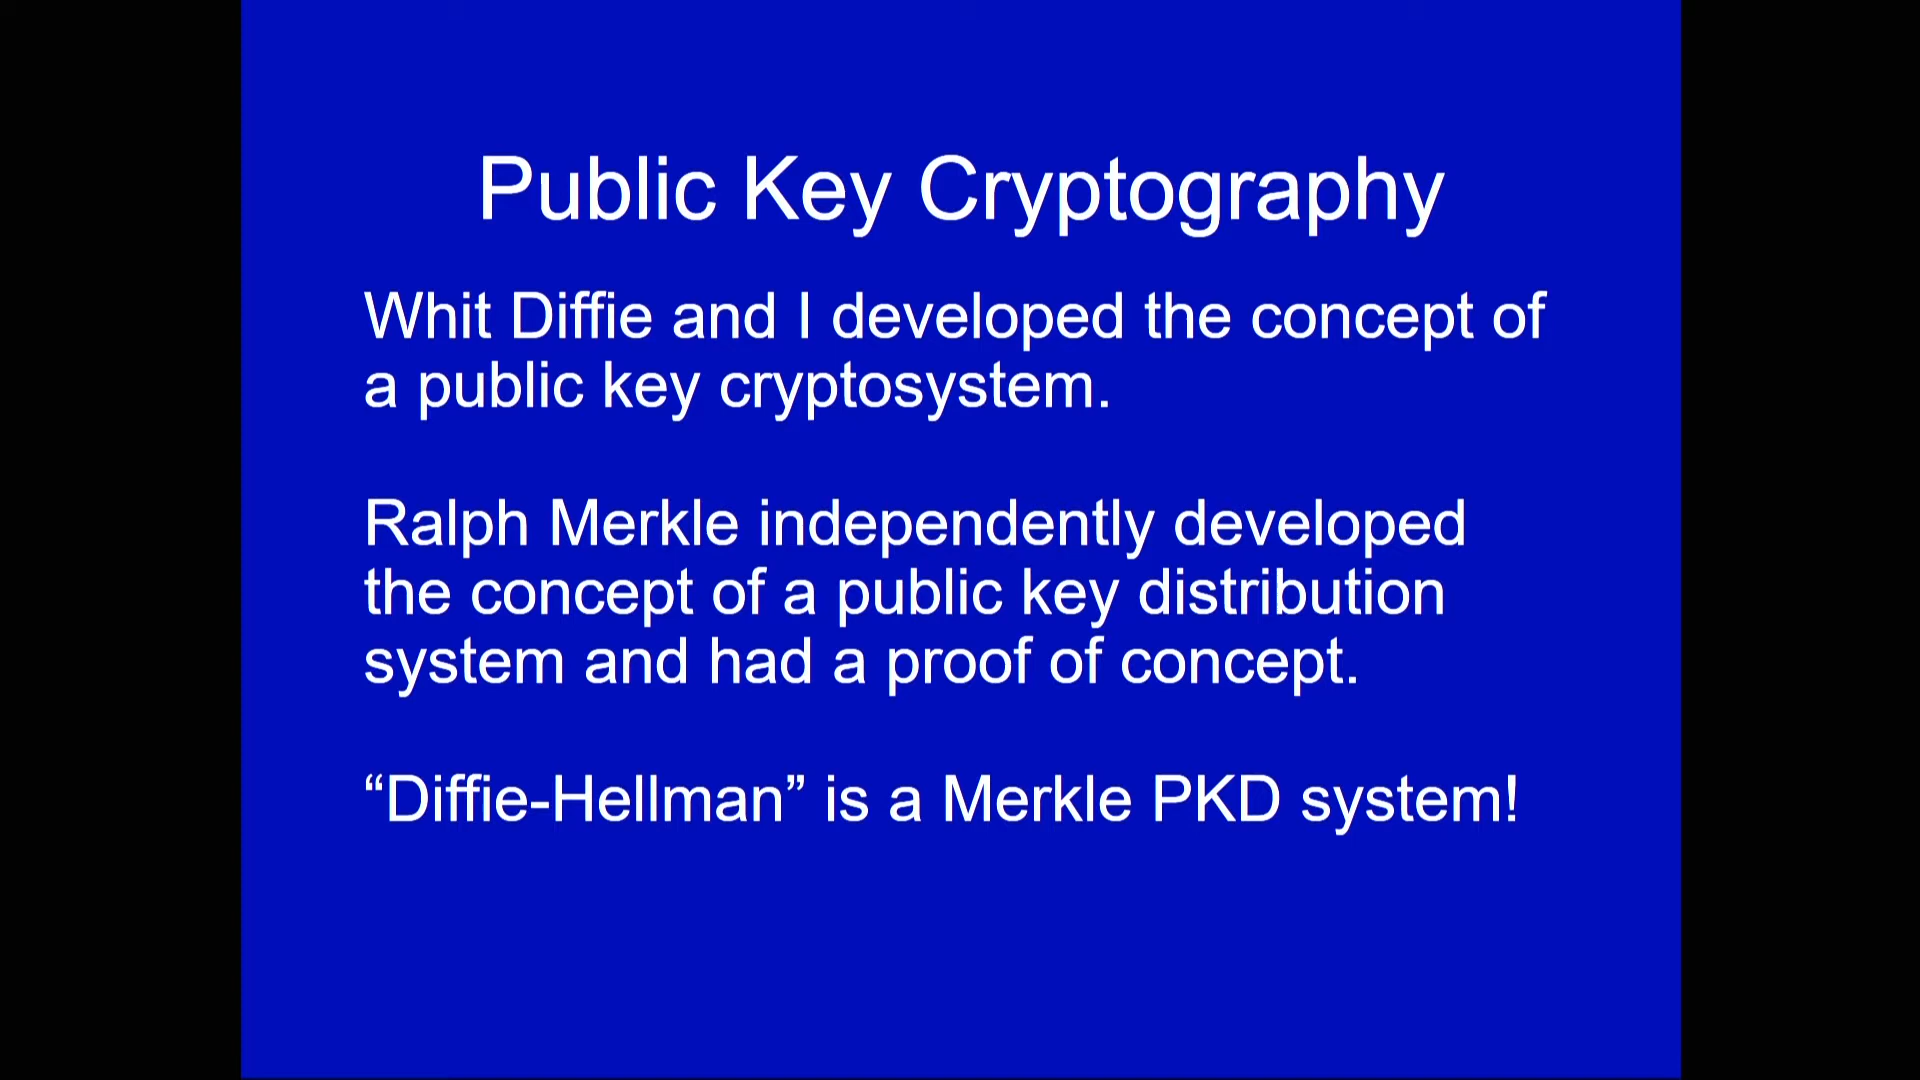 Public Key Cryptography
Whit Diffie and I developed the concept of
a public key cryptosystem.
Ralph Merkle independently developed
the concept of a public key distribution
system and had a proof of concept.
“Diffie-Hellman” is a Merkle PKD system!